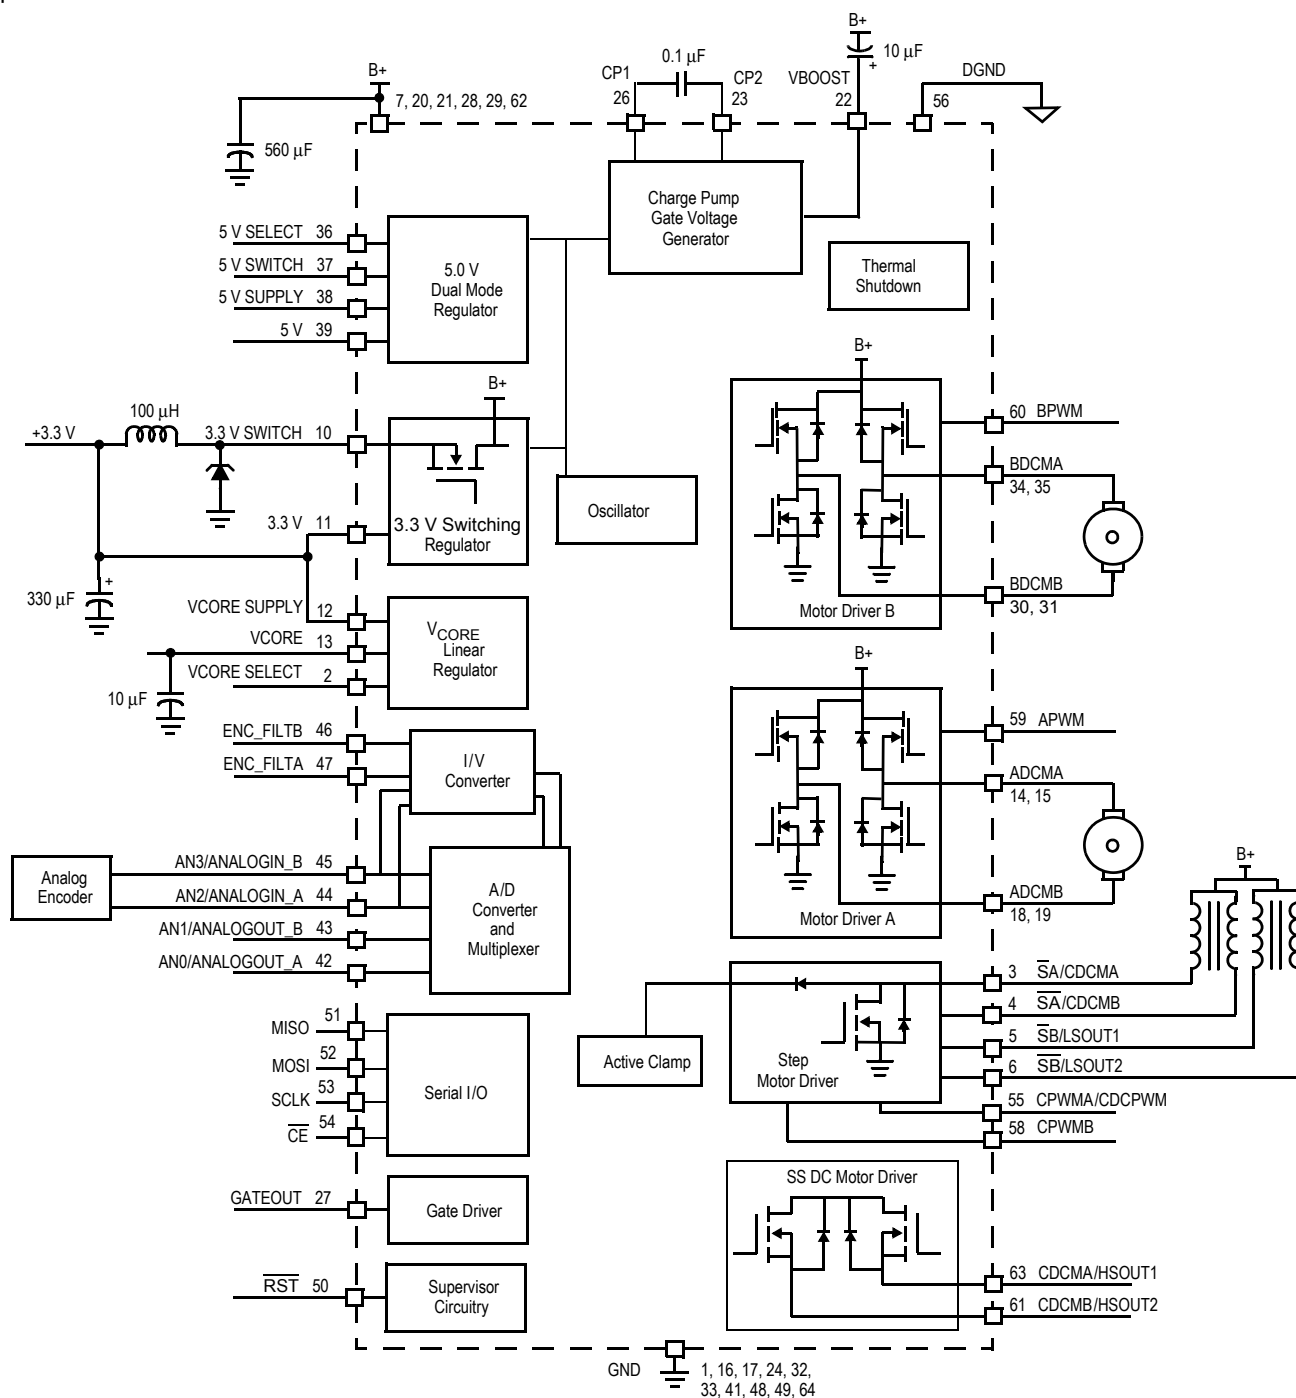 B+
10 μF
0.1 μF
CP1
26
CP2
23
VBOOST
22
DGND
56
B+
7, 20, 21, 28, 29, 62
560 μF
Charge Pump
Gate Voltage
Generator
Thermal
Shutdown
5 V SELECT 36
5 V SWITCH 37
5 V SUPPLY 38
5 V 39
5.0 V
Dual Mode
Regulator
B+
100 μH
+3.3 V
3.3 V SWITCH 10
3.3 V 11
3.3 V Switching
Regulator
Oscillator
330 μF
VCORE SUPPLY
12
VCORE
13
VCORE SELECT
2
10 μF
VCORE
Linear
Regulator
B+
Motor Driver B
60 BPWM
BDCMA
34, 35
BDCMB
30, 31
ENC_FILTB 46
ENC_FILTA 47
I/V
Converter
B+
Motor Driver A
59 APWM
ADCMA
14, 15
ADCMB
18, 19
Analog
Encoder
AN3/ANALOGIN_B 45
AN2/ANALOGIN_A 44
AN1/ANALOGOUT_B 43
AN0/ANALOGOUT_A 42
A/D
Converter
and
Multiplexer
B+
3 SA/CDCMA
4 SA/CDCMB
5 SB/LSOUT1
6 SB/LSOUT2
55 CPWMA/CDCPWM
58 CPWMB
Active Clamp
Step
Motor Driver
MISO 51
MOSI 52
SCLK 53
CE 54
Serial I/O
SS DC Motor Driver
GATEOUT 27
Gate Driver
RST 50
Supervisor
Circuitry
63 CDCMA/HSOUT1
61 CDCMB/HSOUT2
GND
1, 16, 17, 24, 32,
33, 41, 48, 49, 64